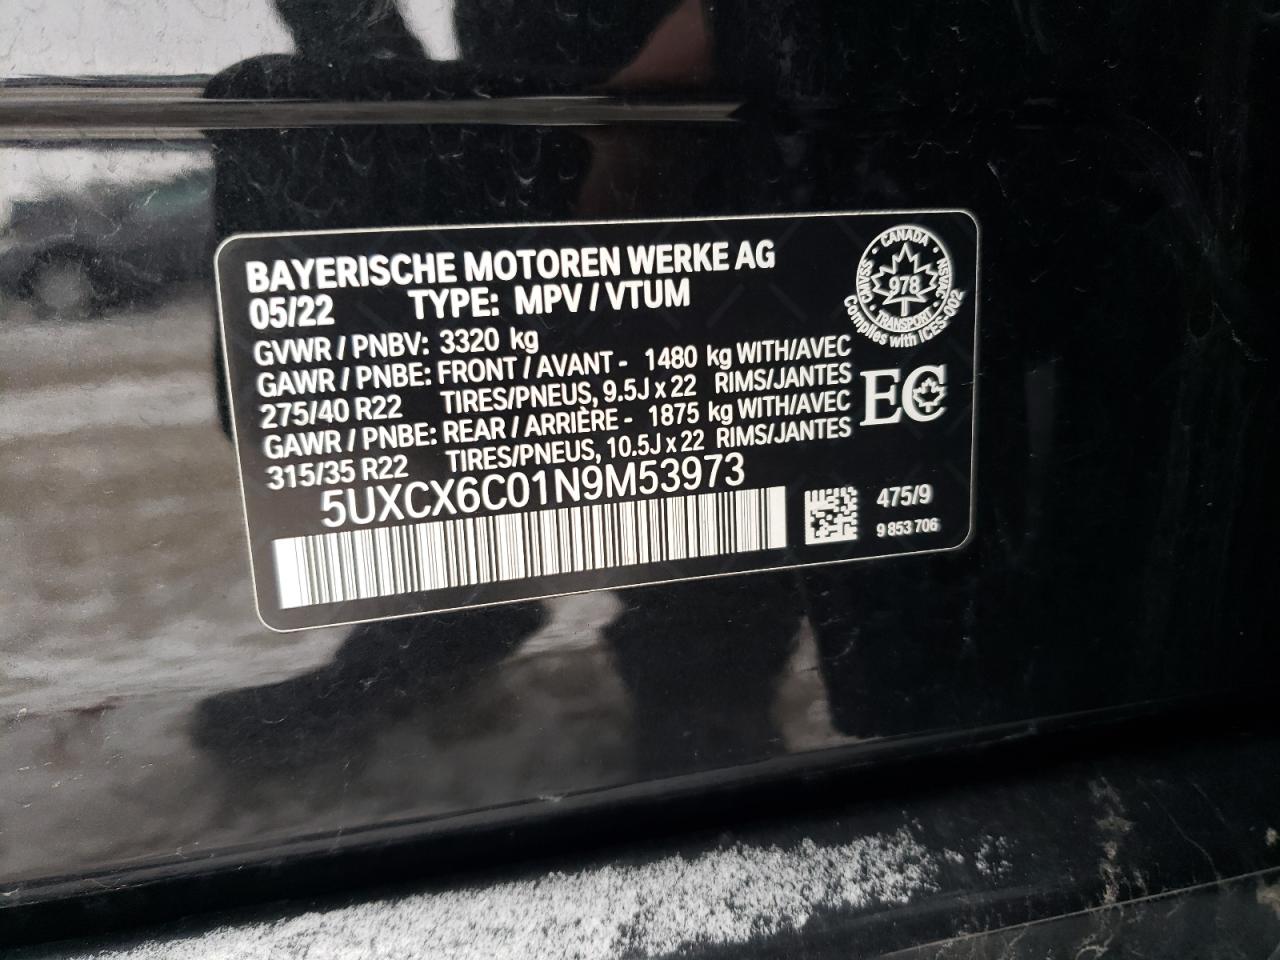 BAYERISCHE MOTOREN WERKE AG
05/22 TYPE: MPV / VTUM
GVWR / PNBV: 3320 kg
GAWR / PNBE: FRONT / AVANT - 1480 kg WITH/AVEC
275/40 R22 TIRES/PNEUS, 9.5J x 22 RIMS/JANTES
GAWR / PNBE: REAR / ARRIÈRE - 1875 kg WITH/AVEC
315/35 R22 TIRES/PNEUS, 10.5J x 22 RIMS/JANTES
5UXCX6C01N9M53973
CANADA
CMVSS
NSVAC
978
TRANSPORT
Complies with ICES-002
EC
475/9
9 853 706